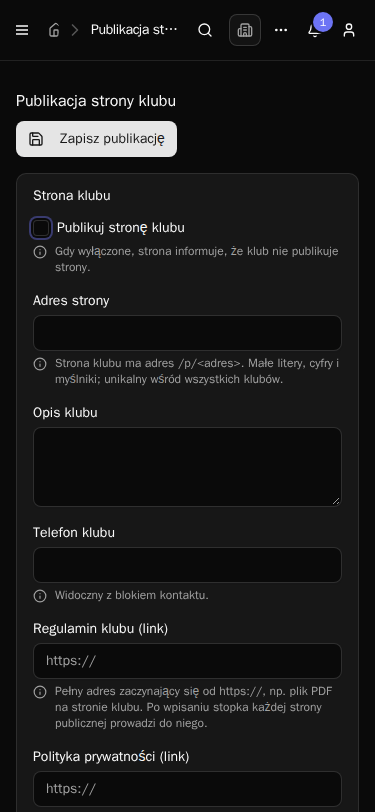 Publikacja st···
1
Publikacja strony klubu
Zapisz publikację
Strona klubu
Publikuj stronę klubu
Gdy wyłączone, strona informuje, że klub nie publikuje
strony.
Adres strony
Strona klubu ma adres /p/<adres>. Małe litery, cyfry i
myślniki; unikalny wśród wszystkich klubów.
Opis klubu
Telefon klubu
Widoczny z blokiem kontaktu.
Regulamin klubu (link)
https://
Pełny adres zaczynający się od https://, np. plik PDF
na stronie klubu. Po wpisaniu stopka każdej strony
publicznej prowadzi do niego.
Polityka prywatności (link)
https://